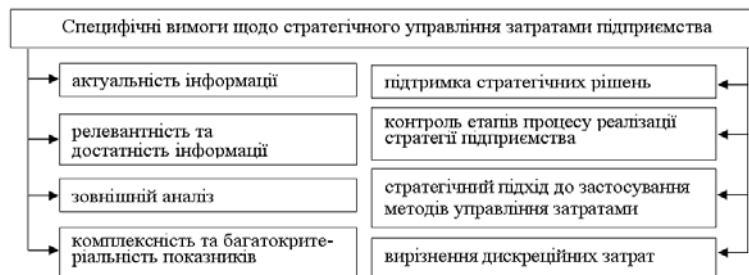 Специфічні вимоги щодо стратегічного управління затратами підприємства
актуальність інформації
релевантність та
достатність інформації
зовнішній аналіз
комплексність та багатокрите-
ріальність показників
підтримка стратегічних рішень
контроль етапів процесу реалізації
стратегії підприємства
стратегічний підхід до застосування
методів управління затратами
вирізнення дискреційних затрат